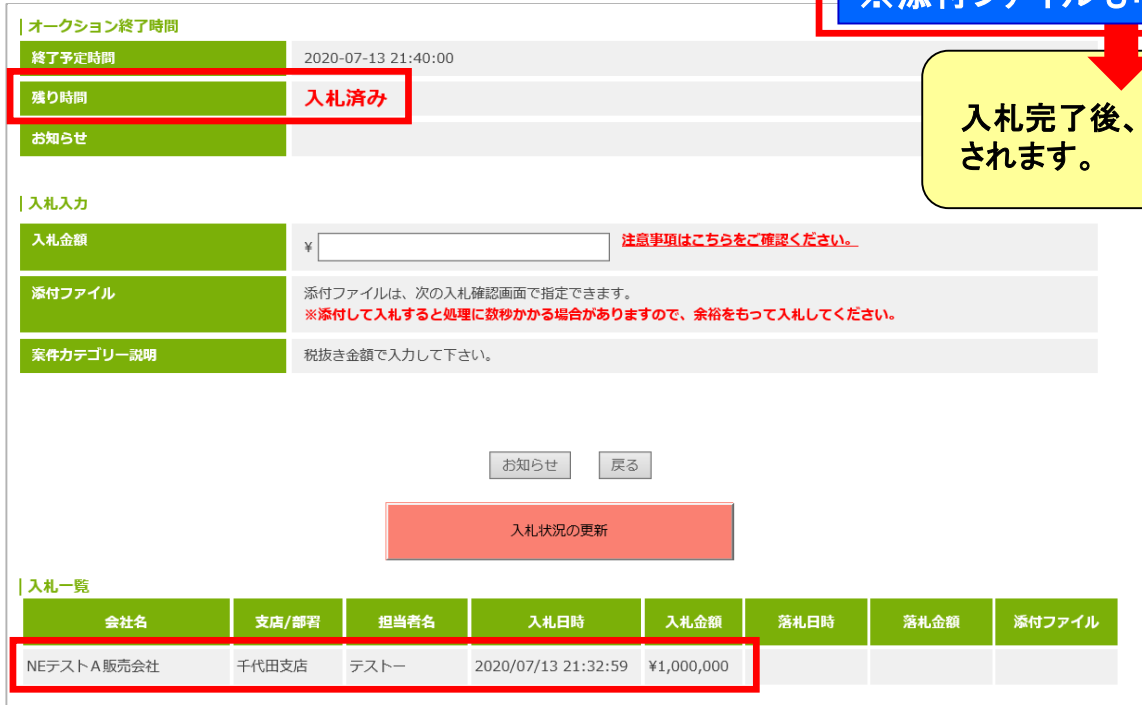 ※添付ファイルも
オークション終了時間
終了予定時間 2020-07-13 21:40:00
残り時間 入札済み
お知らせ
入札完了後、
されます。
入札入力
入札金額 ¥ 注意事項はこちらをご確認ください。
添付ファイル 添付ファイルは、次の入札確認画面で指定できます。
※添付して入札すると処理に数秒かかる場合がありますので、余裕をもって入札してください。
案件カテゴリー説明 税抜き金額で入力して下さい。
お知らせ 戻る
入札状況の更新
入札一覧
会社名 支店/部署 担当者名 入札日時 入札金額 落札日時 落札金額 添付ファイル
NEテストA販売会社 千代田支店 テスト一 2020/07/13 21:32:59 ¥1,000,000